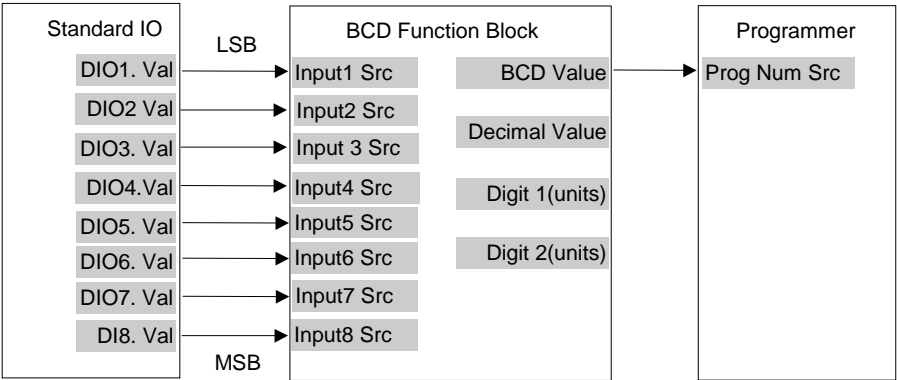 Standard IO
LSB
BCD Function Block
Programmer
DIO1. Val
Input1 Src
BCD Value
Prog Num Src
DIO2 Val
Input2 Src
Decimal Value
DIO3. Val
Input 3 Src
DIO4.Val
Input4 Src
Digit 1(units)
DIO5. Val
Input5 Src
DIO6. Val
Input6 Src
Digit 2(units)
DIO7. Val
Input7 Src
DI8. Val
Input8 Src
MSB